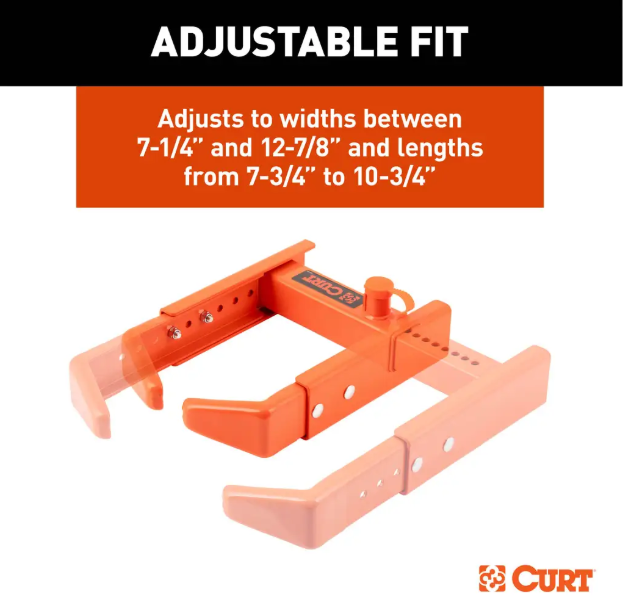 ADJUSTABLE FIT
Adjusts to widths between
7-1/4” and 12-7/8” and lengths
from 7-3/4” to 10-3/4”
CURT
CURT